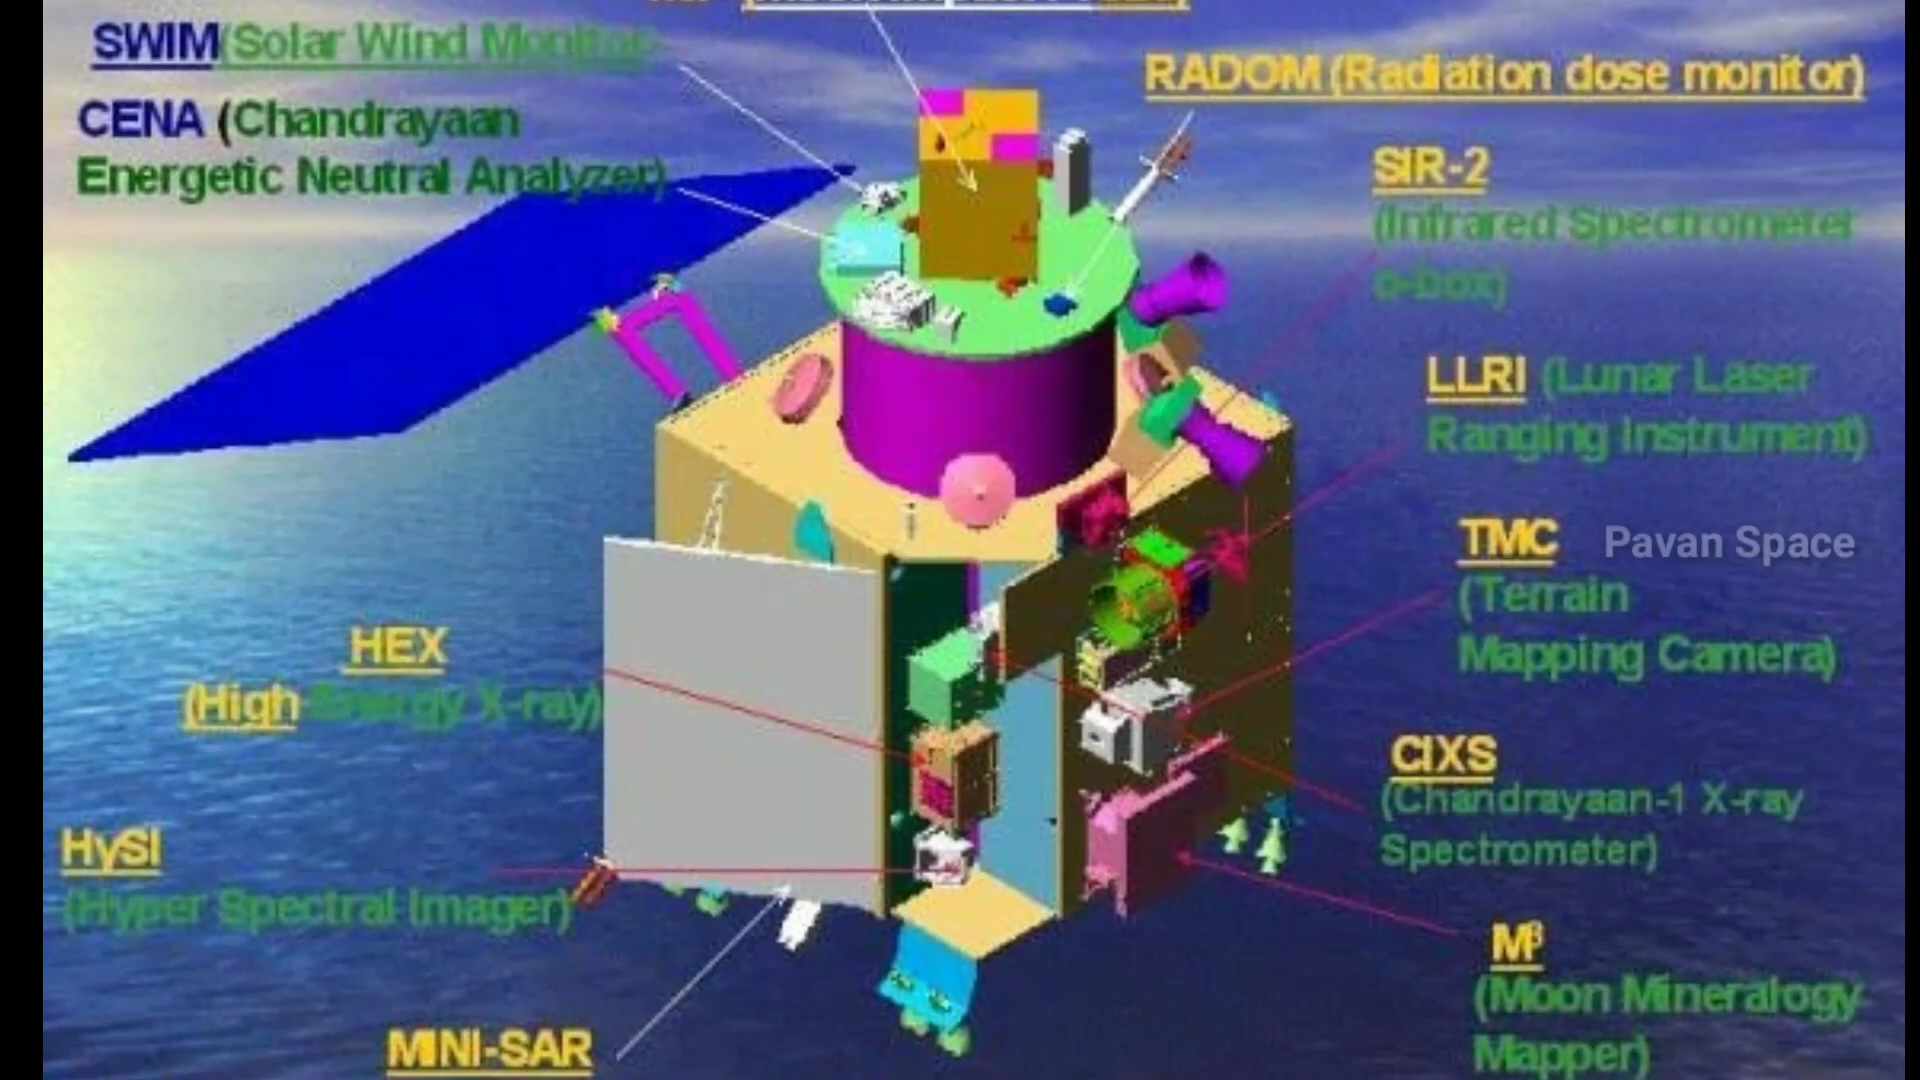 SWIM(Solar Wind Monitor
RADOM (Radiation dose monitor)
CENA (Chandrayaan
Energetic Neutral Analyzer)
SIR-2
(Infrared Spectrometer
o-box)
LLRI (Lunar Laser
Ranging Instrument)
TMC
Pavan Space
(Terrain
Mapping Camera)
HEX
(High-Energy X-ray)
CIXS
(Chandrayaan-1 X-ray
Spectrometer)
HySI
(Hyper Spectral Imager)
M³
(Moon Mineralogy
Mapper)
MINI-SAR